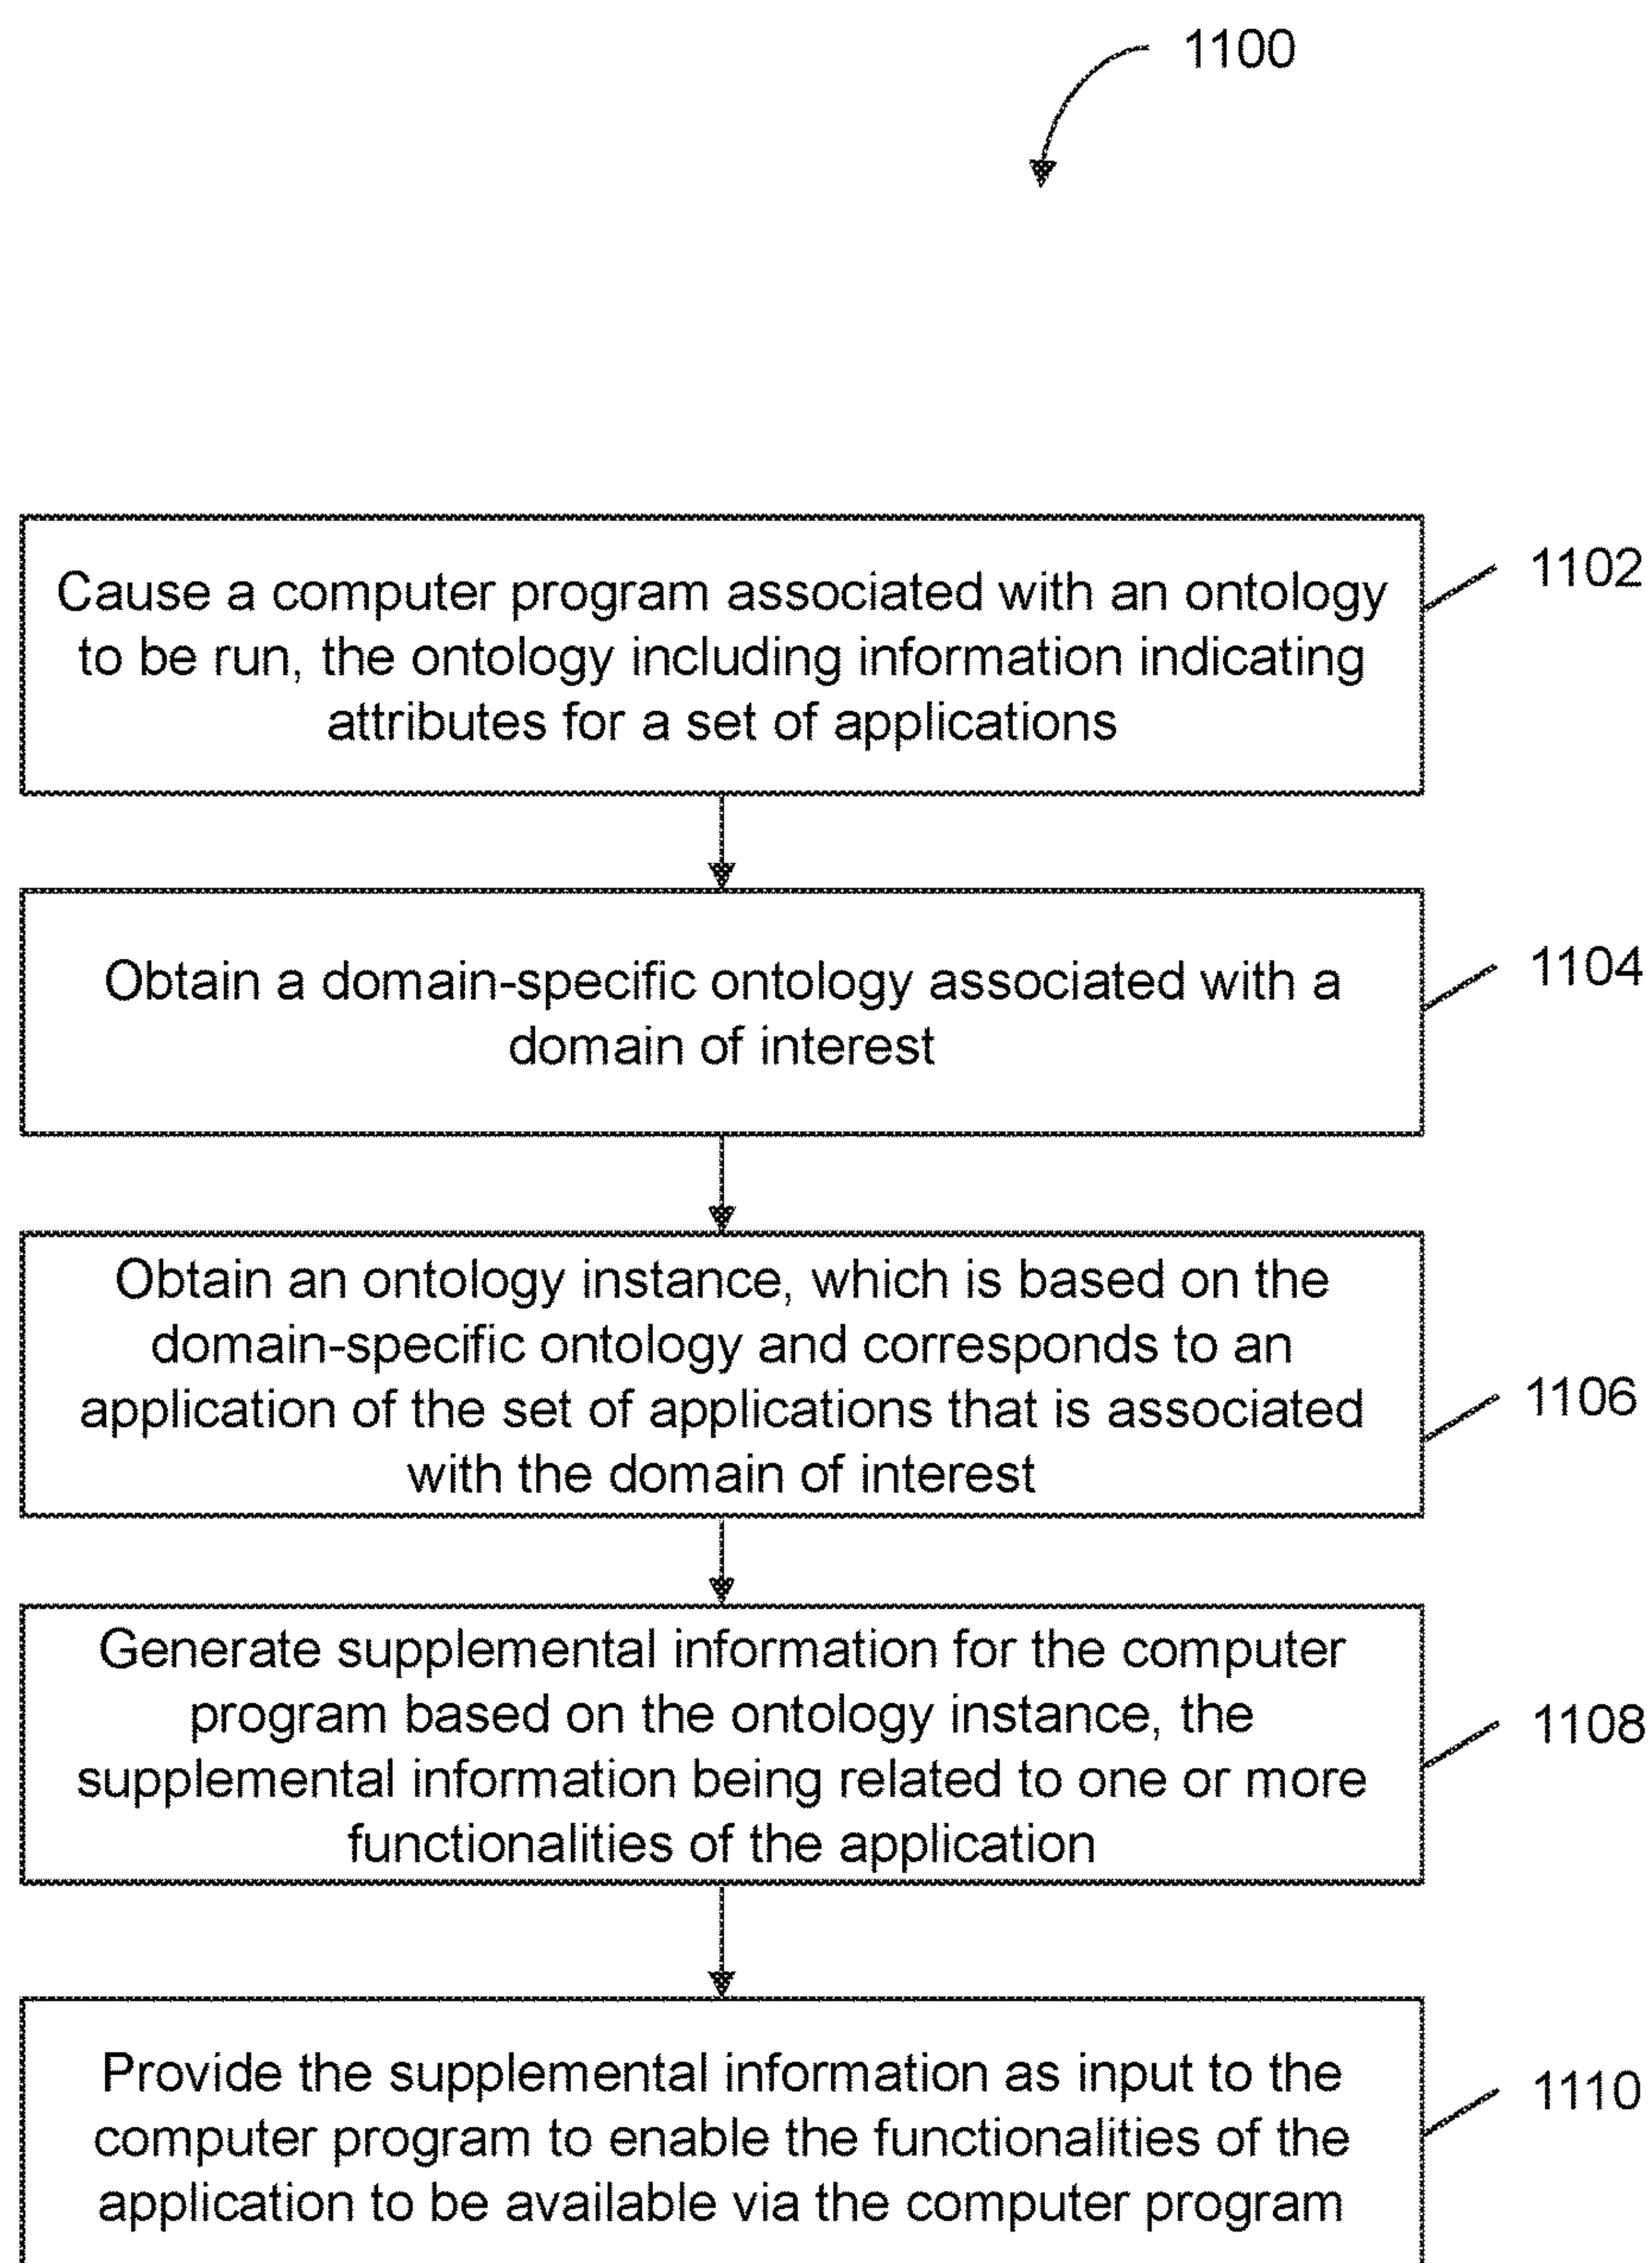 1100
Cause a computer program associated with an ontology
to be run, the ontology including information indicating
attributes for a set of applications
1102
Obtain a domain-specific ontology associated with a
domain of interest
1104
Obtain an ontology instance, which is based on the
domain-specific ontology and corresponds to an
application of the set of applications that is associated
with the domain of interest
1106
Generate supplemental information for the computer
program based on the ontology instance, the
supplemental information being related to one or more
functionalities of the application
1108
Provide the supplemental information as input to the
computer program to enable the functionalities of the
application to be available via the computer program
1110